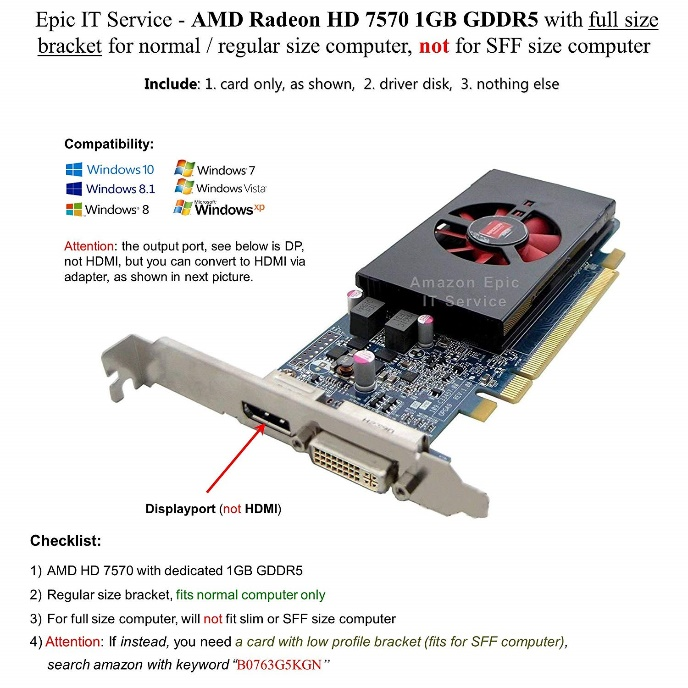 Epic IT Service - AMD Radeon HD 7570 1GB GDDR5 with full size
bracket for normal / regular size computer, not for SFF size computer
Include: 1. card only, as shown, 2. driver disk, 3. nothing else
Compatibility:
Windows 10
Windows 7
Windows 8.1
Windows Vista
Windows 8
Microsoft
Windows xp
Attention: the output port, see below is DP,
not HDMI, but you can convert to HDMI via
adapter, as shown in next picture.
Amazon Epic
IT Service
Displayport (not HDMI)
Checklist:
1) AMD HD 7570 with dedicated 1GB GDDR5
2) Regular size bracket, fits normal computer only
3) For full size computer, will not fit slim or SFF size computer
4) Attention: If instead, you need a card with low profile bracket (fits for SFF computer),
search amazon with keyword “B0763G5KGN”